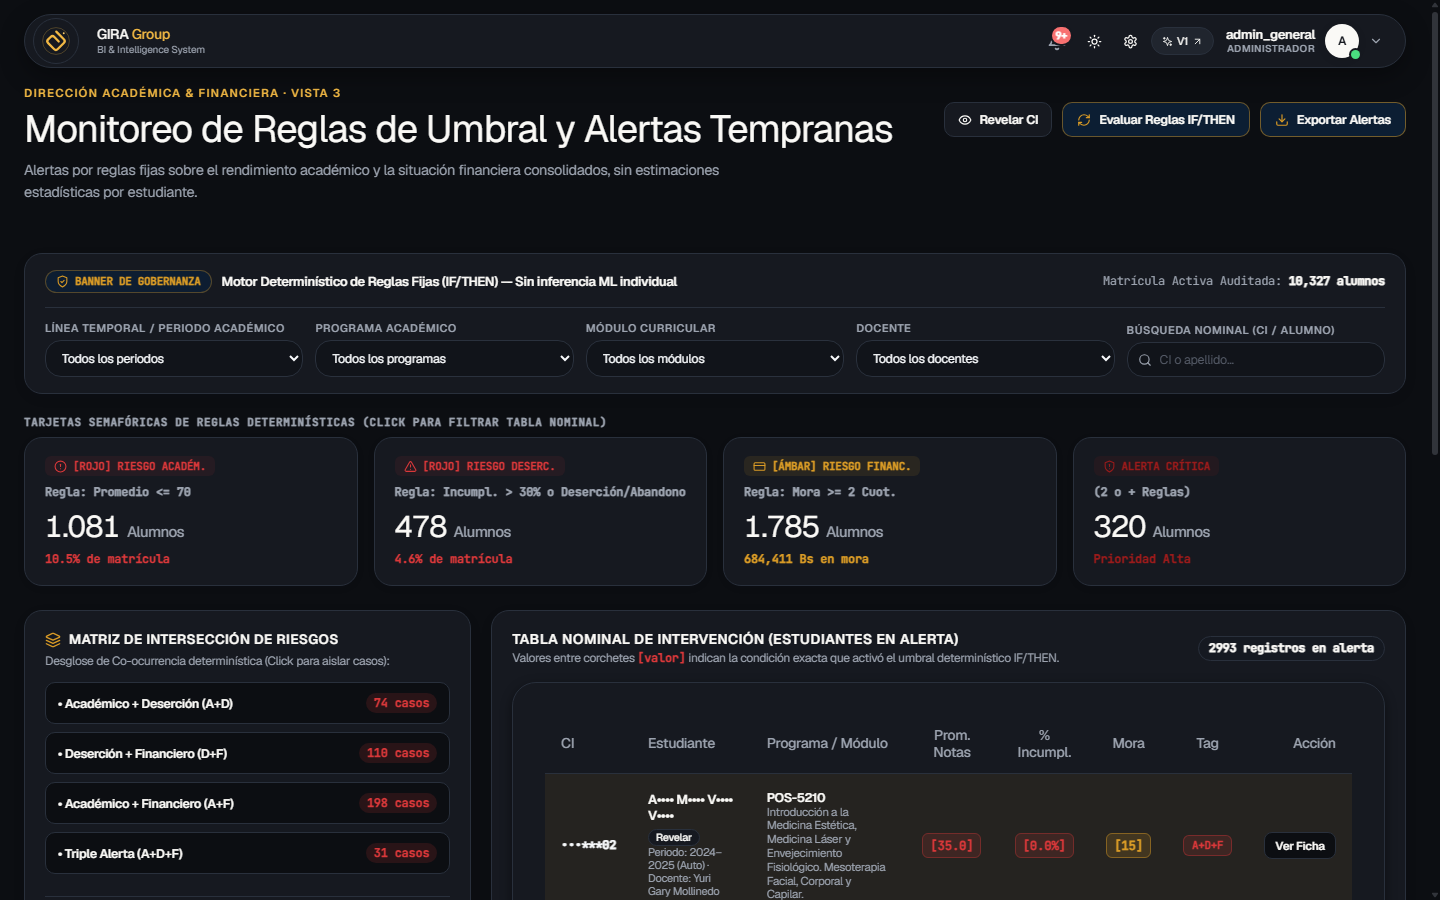 GIRA Group
BI & Intelligence System
9+
V1
admin_general
ADMINISTRADOR
A
DIRECCIÓN ACADÉMICA & FINANCIERA · VISTA 3
Monitoreo de Reglas de Umbral y Alertas Tempranas
Revelar CI
Evaluar Reglas IF/THEN
Exportar Alertas
Alertas por reglas fijas sobre el rendimiento académico y la situación financiera consolidados, sin estimaciones
estadísticas por estudiante.
BANNER DE GOBERNANZA
Motor Determinístico de Reglas Fijas (IF/THEN) — Sin inferencia ML individual
Matrícula Activa Auditada: 10,327 alumnos
LÍNEA TEMPORAL / PERIODO ACADÉMICO
PROGRAMA ACADÉMICO
MÓDULO CURRICULAR
DOCENTE
BÚSQUEDA NOMINAL (CI / ALUMNO)
Todos los periodos
Todos los programas
Todos los módulos
Todos los docentes
CI o apellido...
TARJETAS SEMAFÓRICAS DE REGLAS DETERMINÍSTICAS (CLICK PARA FILTRAR TABLA NOMINAL)
[ROJO] RIESGO ACADÉM.
Regla: Promedio <= 70
1.081 Alumnos
10.5% de matrícula
[ROJO] RIESGO DESERC.
Regla: Incumpl. > 30% o Deserción/Abandono
478 Alumnos
4.6% de matrícula
[ÁMBAR] RIESGO FINANC.
Regla: Mora >= 2 Cuot.
1.785 Alumnos
684,411 Bs en mora
ALERTA CRÍTICA
(2 o + Reglas)
320 Alumnos
Prioridad Alta
MATRIZ DE INTERSECCIÓN DE RIESGOS
Desglose de Co-ocurrencia determinística (Click para aislar casos):
• Académico + Deserción (A+D)
74 casos
• Deserción + Financiero (D+F)
110 casos
• Académico + Financiero (A+F)
198 casos
• Triple Alerta (A+D+F)
31 casos
TABLA NOMINAL DE INTERVENCIÓN (ESTUDIANTES EN ALERTA)
Valores entre corchetes [valor] indican la condición exacta que activó el umbral determinístico IF/THEN.
2993 registros en alerta
CI
Estudiante
Programa / Módulo
Prom.
Notas
%
Incumpl.
Mora
Tag
Acción
•••***82
A•••• M•••• V••••
V••••
Revelar
Periodo: 2024–
2025 (Auto) ·
Docente: Yuri
Gary Mollinedo
POS-5210
Introducción a la
Medicina Estética,
Medicina Láser y
Envejecimiento
Fisiológico. Mesoterapia
Facial, Corporal y
Capilar.
[35.0]
[0.0%]
[15]
A+D+F
Ver Ficha